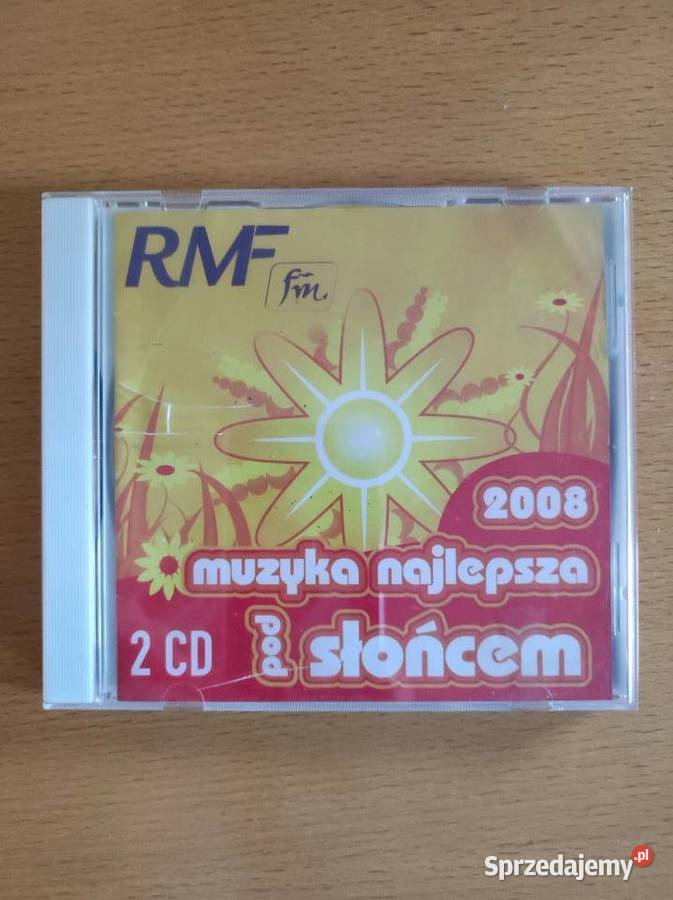 RMF
fm.
2008
muzyka najlepsza
2 CD
pod słońcem
Sprzedajemy.pl